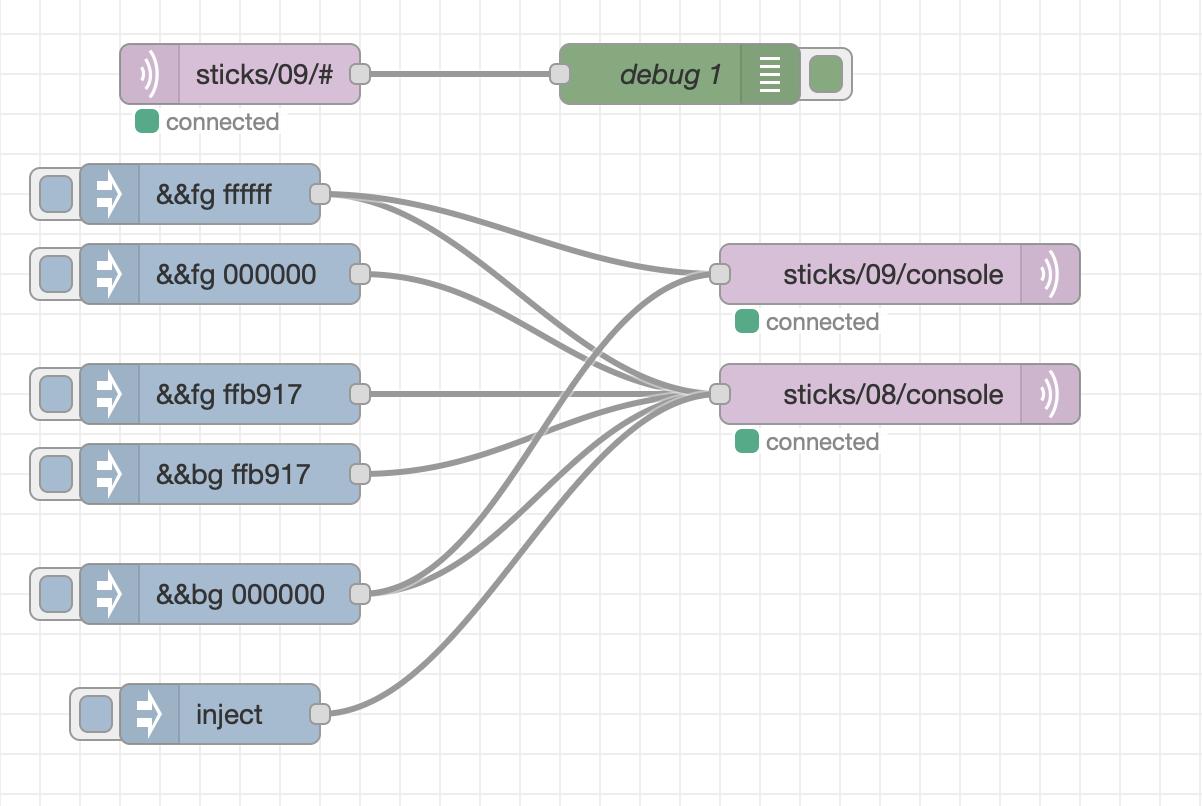 sticks/09/#
debug 1
connected
&&fg ffffff
&&fg 000000
sticks/09/console
connected
&&fg ffb917
sticks/08/console
connected
&&bg ffb917
&&bg 000000
inject